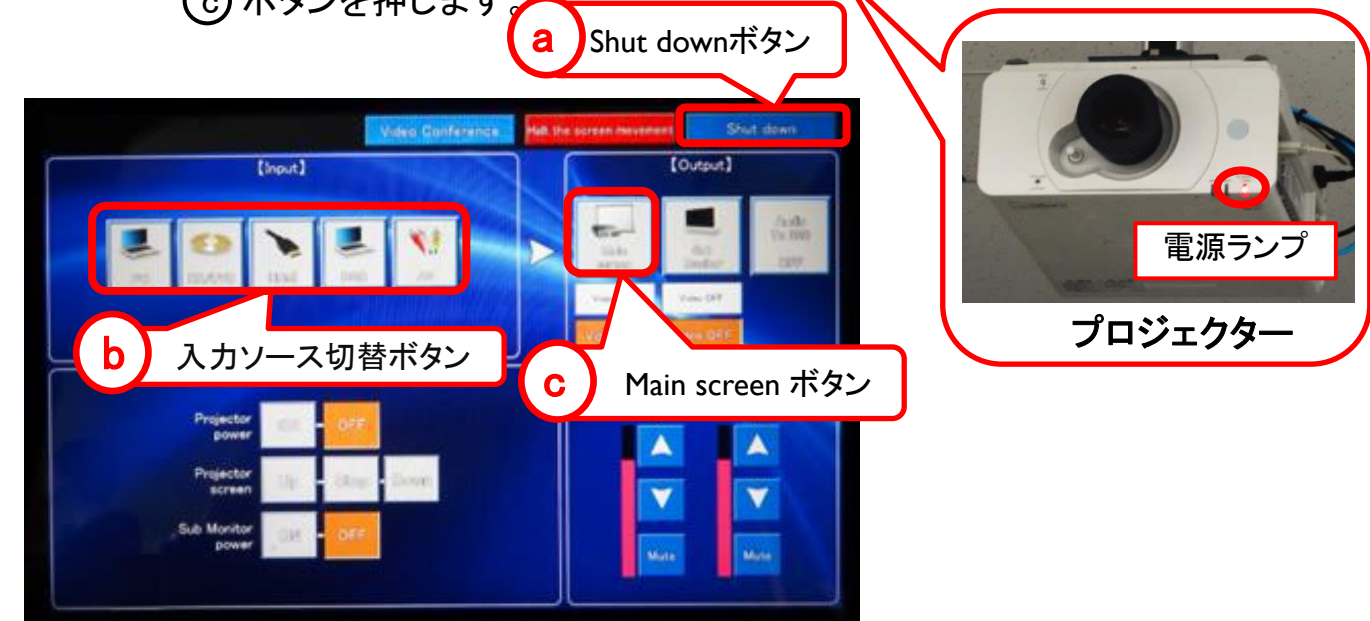 c ボタンを押します。
a Shut downボタン
Video Conference
Halt the screen movement
Shut down
【Input】
【Output】
PC
OFF
b 入力ソース切替ボタン
Video OFF
c Main screen ボタン
Projector power
OFF
Projector screen
Up
Stop
Down
Sub Monitor power
ON
OFF
Mute
Mute
電源ランプ
プロジェクター